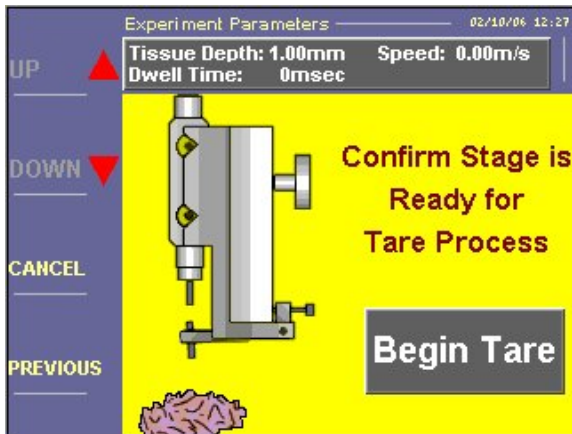 Experiment Parameters 02/10/06 12:27
Tissue Depth: 1.00mm Speed: 0.00m/s
Dwell Time: 0msec
UP
DOWN
CANCEL
PREVIOUS
Confirm Stage is
Ready for
Tare Process
Begin Tare